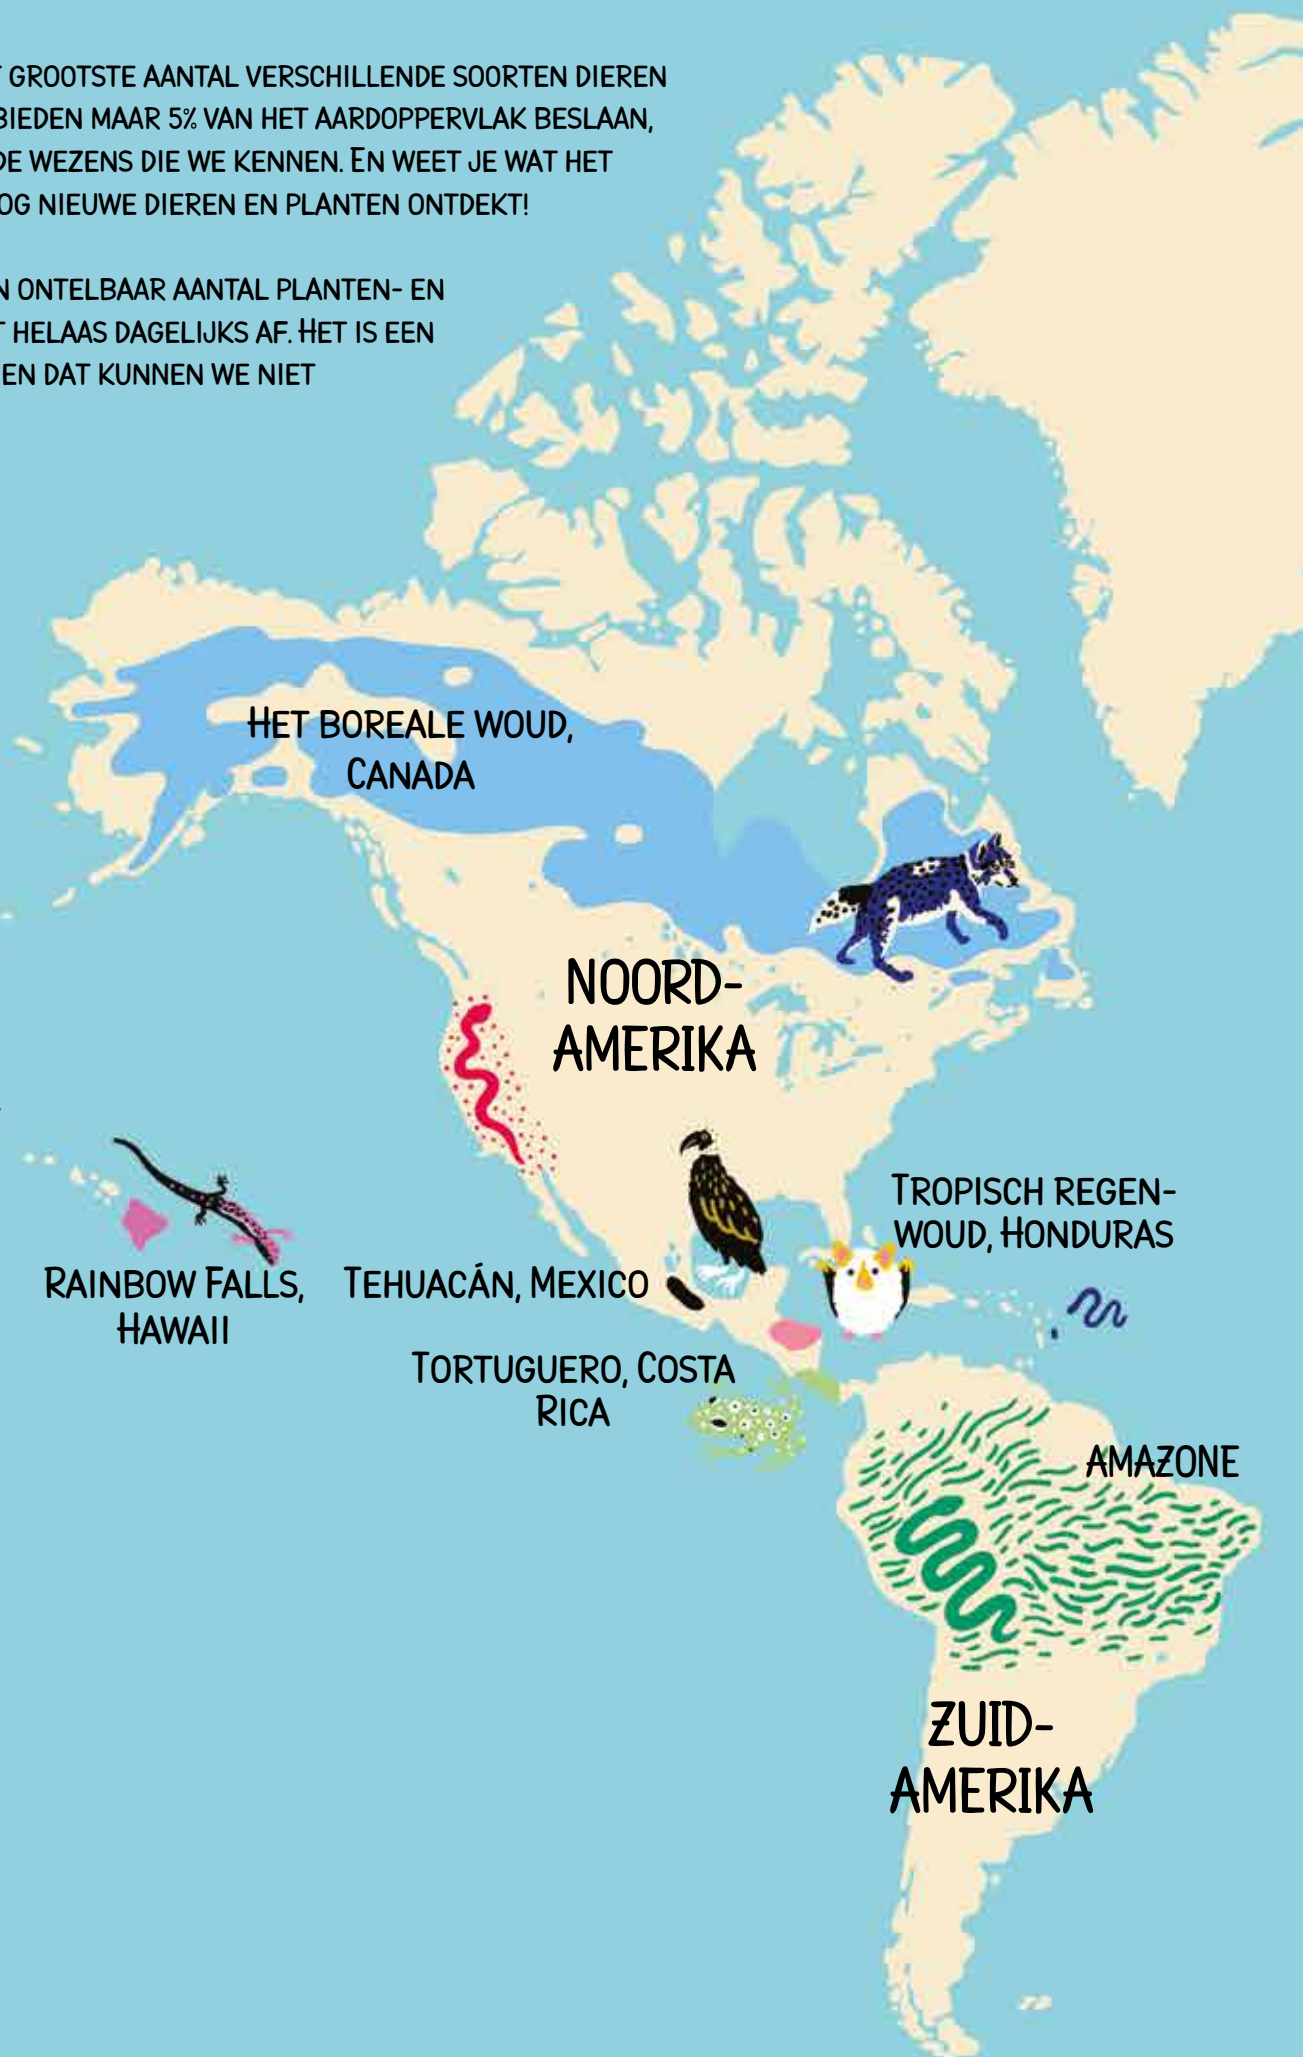 GROOTSTE AANTAL VERSCHILLENDE SOORTEN DIEREN
BIEDEN MAAR 5% VAN HET AARDOPPERVLAK BESLAAN,
DE WEZENS DIE WE KENNEN. EN WEET JE WAT HET
OG NIEUWE DIEREN EN PLANTEN ONTDEKT!
N ONTELBAAR AANTAL PLANTEN- EN
T HELAAS DAGELIJKS AF. HET IS EEN
EN DAT KUNNEN WE NIET
HET BOREALE WOUD,
CANADA
NOORD-
AMERIKA
TROPISCH REGEN-
WOUD, HONDURAS
RAINBOW FALLS,
HAWAII
TEHUACÁN, MEXICO
TORTUGUERO, COSTA
RICA
AMAZONE
ZUID-
AMERIKA